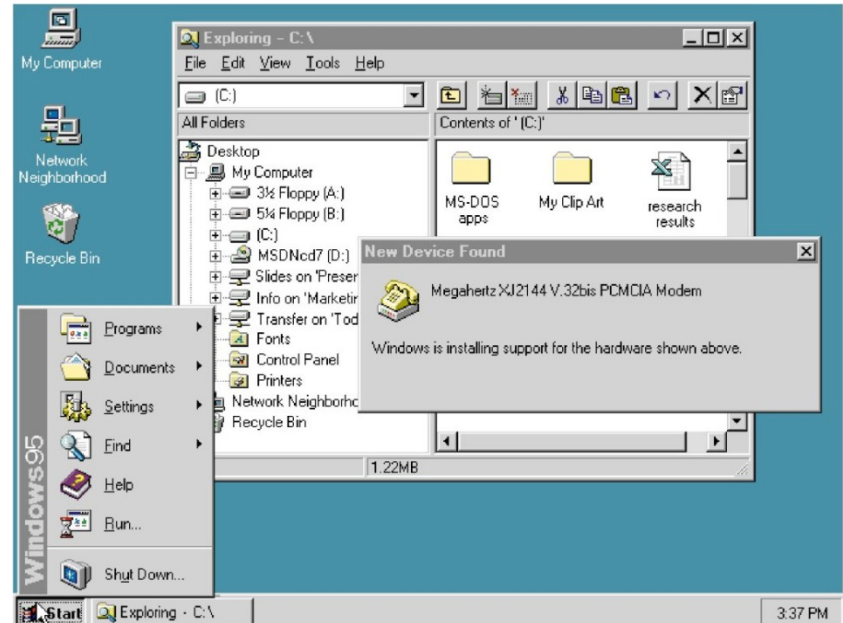 My Computer
Network
Neighborhood
Recycle Bin
Exploring - C:\
File Edit View Tools Help
(C:)
All Folders
Contents of '(C:)'
Desktop
My Computer
3½ Floppy (A:)
5¼ Floppy (B:)
(C:)
MSDNcd7 (D:)
Slides on 'Preser
Info on 'Marketir
Transfer on 'Tod
Fonts
Control Panel
Printers
Network Neighborho
Recycle Bin
MS-DOS
apps
My Clip Art
research
results
1.22MB
New Device Found
Megahertz XJ2144 V.32bis PCMCIA Modem
Windows is installing support for the hardware shown above.
Windows95
Programs
Documents
Settings
Find
Help
Run...
Shut Down...
Start
Exploring - C:\
3:37 PM